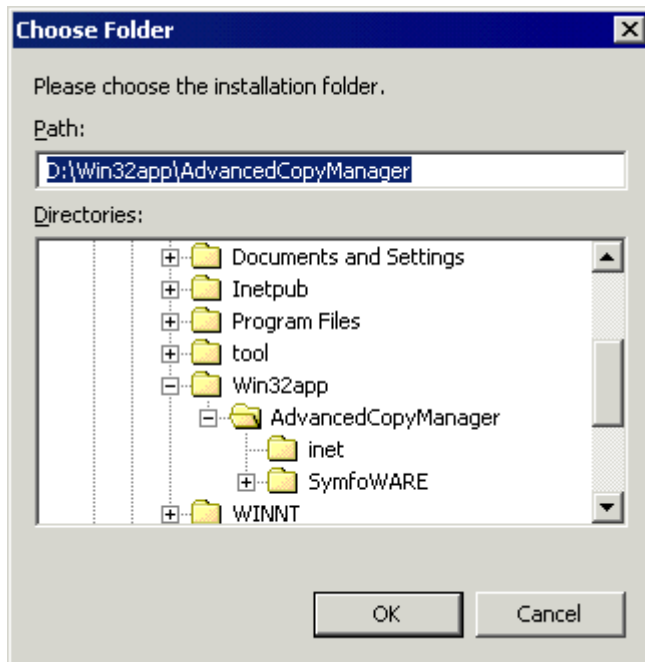 Choose Folder
Please choose the installation folder.
Path:
D:\Win32app\AdvancedCopyManager
Directories:
Documents and Settings
Inetpub
Program Files
tool
Win32app
AdvancedCopyManager
inet
SymfoWARE
WINNT
OK
Cancel